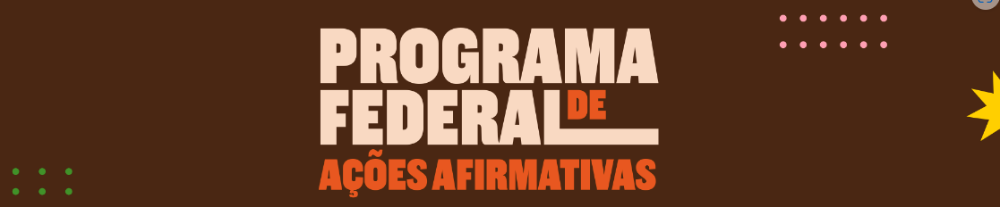 PROGRAMA
FEDERAL DE
AÇÕES AFIRMATIVAS